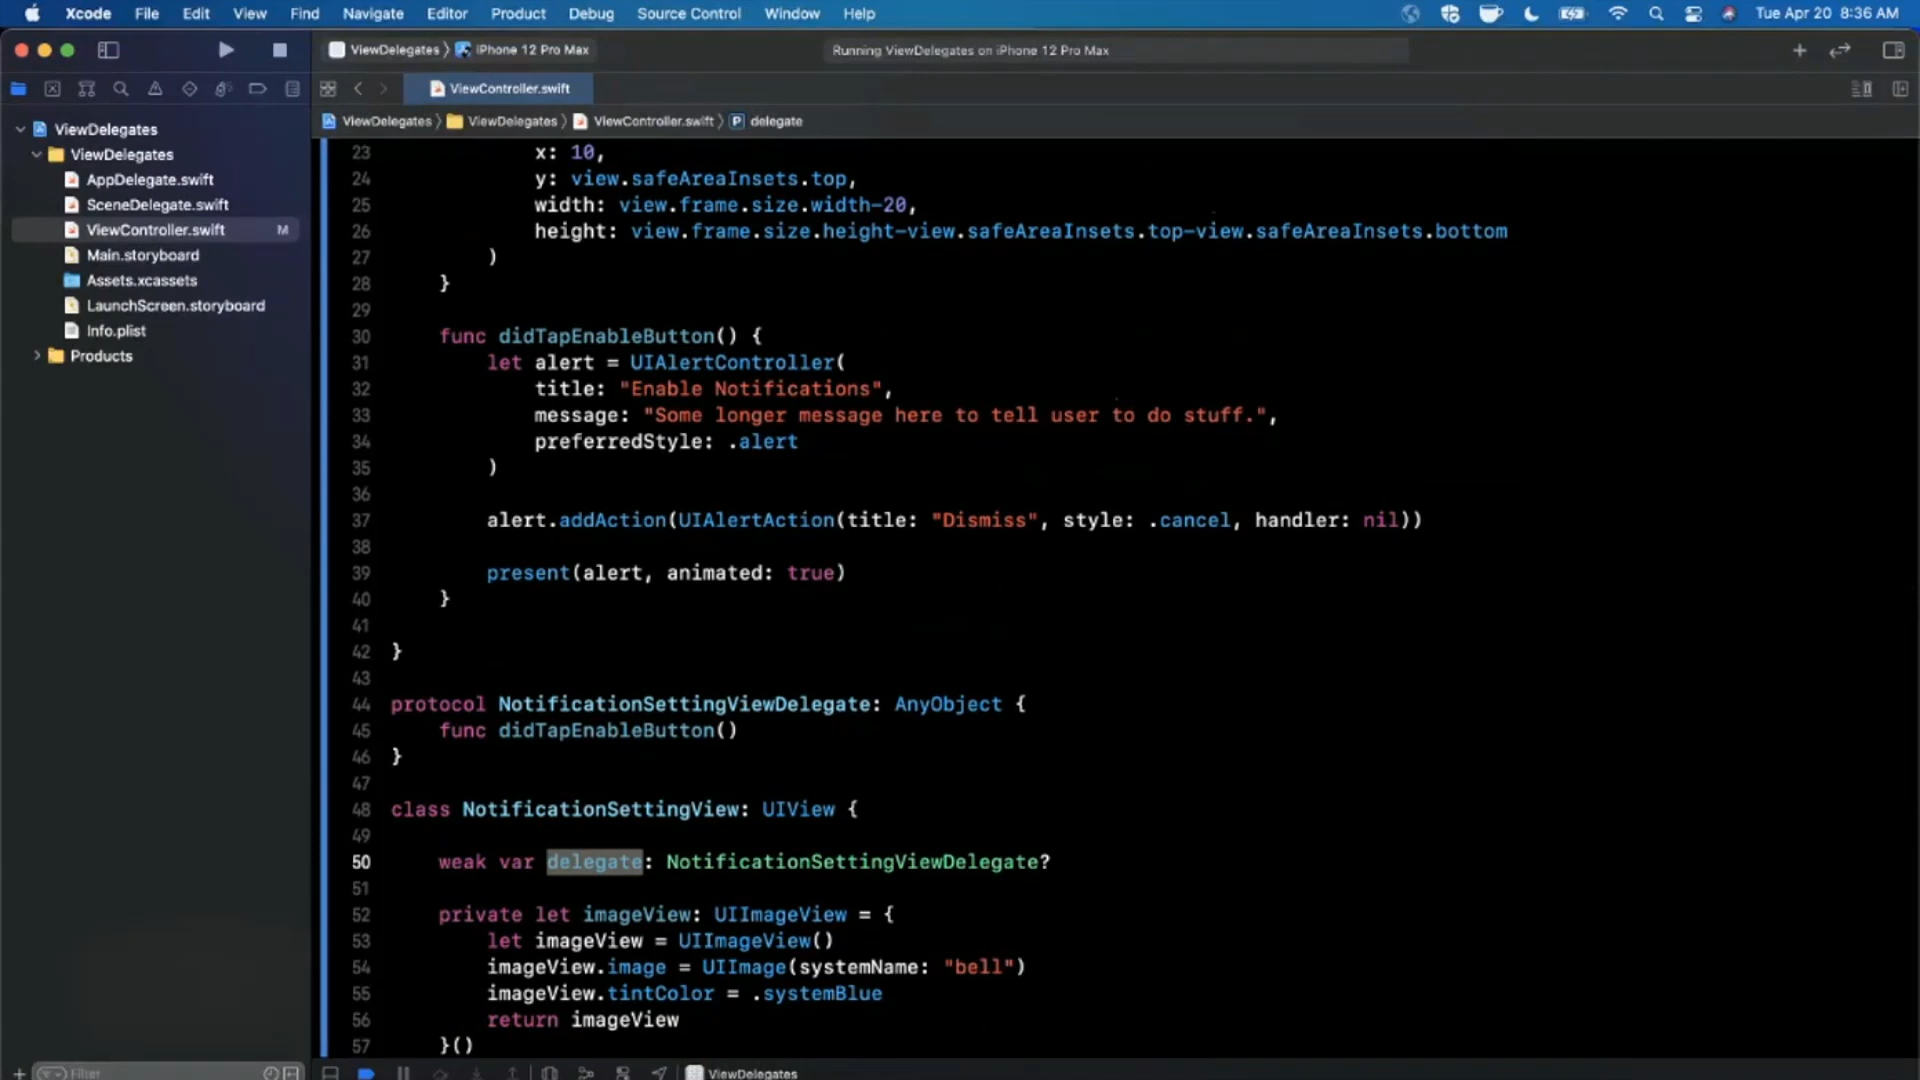 Xcode File Edit View Find Navigate Editor Product Debug Source Control Window Help Tue Apr 20 8:36 AM
ViewDelegates 〉 iPhone 12 Pro Max Running ViewDelegates on iPhone 12 Pro Max
ViewController.swift
ViewDelegates 〉 ViewDelegates 〉 ViewController.swift 〉 P delegate
ViewDelegates
ViewDelegates
AppDelegate.swift
SceneDelegate.swift
ViewController.swift M
Main.storyboard
Assets.xcassets
LaunchScreen.storyboard
Info.plist
Products
23 x: 10,
24 y: view.safeAreaInsets.top,
25 width: view.frame.size.width-20,
26 height: view.frame.size.height-view.safeAreaInsets.top-view.safeAreaInsets.bottom
27 )
28 }
29
30 func didTapEnableButton() {
31 let alert = UIAlertController(
32 title: "Enable Notifications",
33 message: "Some longer message here to tell user to do stuff.",
34 preferredStyle: .alert
35 )
36
37 alert.addAction(UIAlertAction(title: "Dismiss", style: .cancel, handler: nil))
38
39 present(alert, animated: true)
40 }
41
42 }
43
44 protocol NotificationSettingViewDelegate: AnyObject {
45 func didTapEnableButton()
46 }
47
48 class NotificationSettingView: UIView {
49
50 weak var delegate: NotificationSettingViewDelegate?
51
52 private let imageView: UIImageView = {
53 let imageView = UIImageView()
54 imageView.image = UIImage(systemName: "bell")
55 imageView.tintColor = .systemBlue
56 return imageView
57 }()
Filter
ViewDelegates